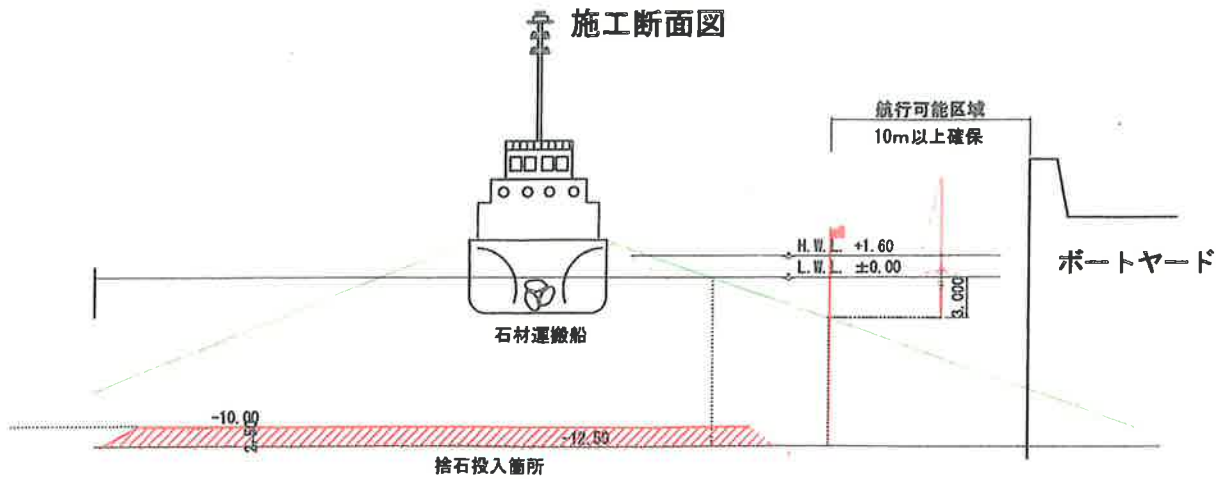 施工断面図
航行可能区域
10m以上確保
H.W.L. +1.60
L.W.L. ±0.00
ボートヤード
3.000
石材運搬船
-10.00
2.50
-12.50
捨石投入箇所